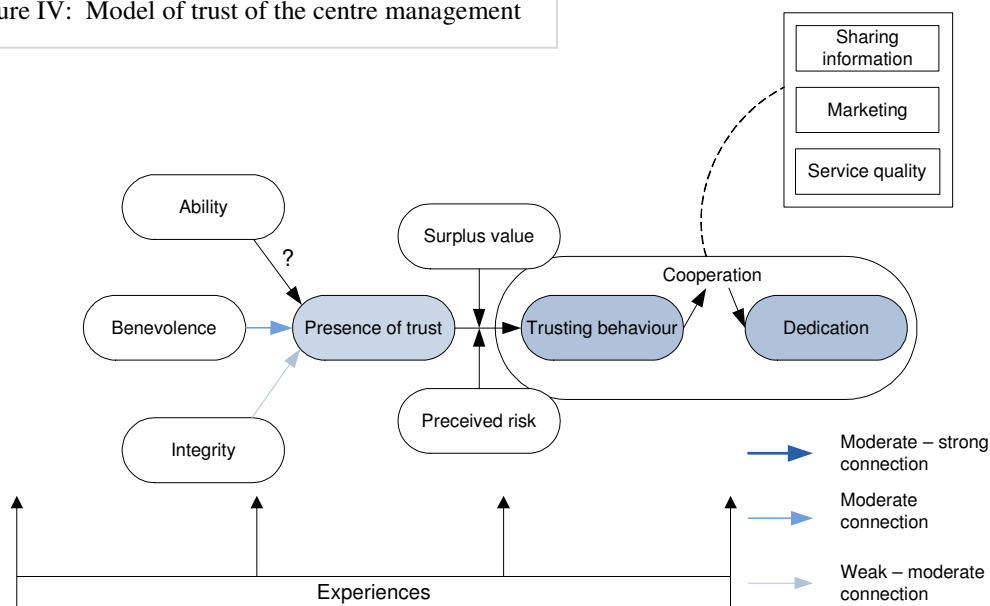 ure IV: Model of trust of the centre management
Sharing
information
Marketing
Service quality
Ability
?
Surplus value
Cooperation
Benevolence
Presence of trust
Trusting behaviour
Dedication
Preceived risk
Integrity
Moderate – strong
connection
Moderate
connection
Weak – moderate
connection
Experiences